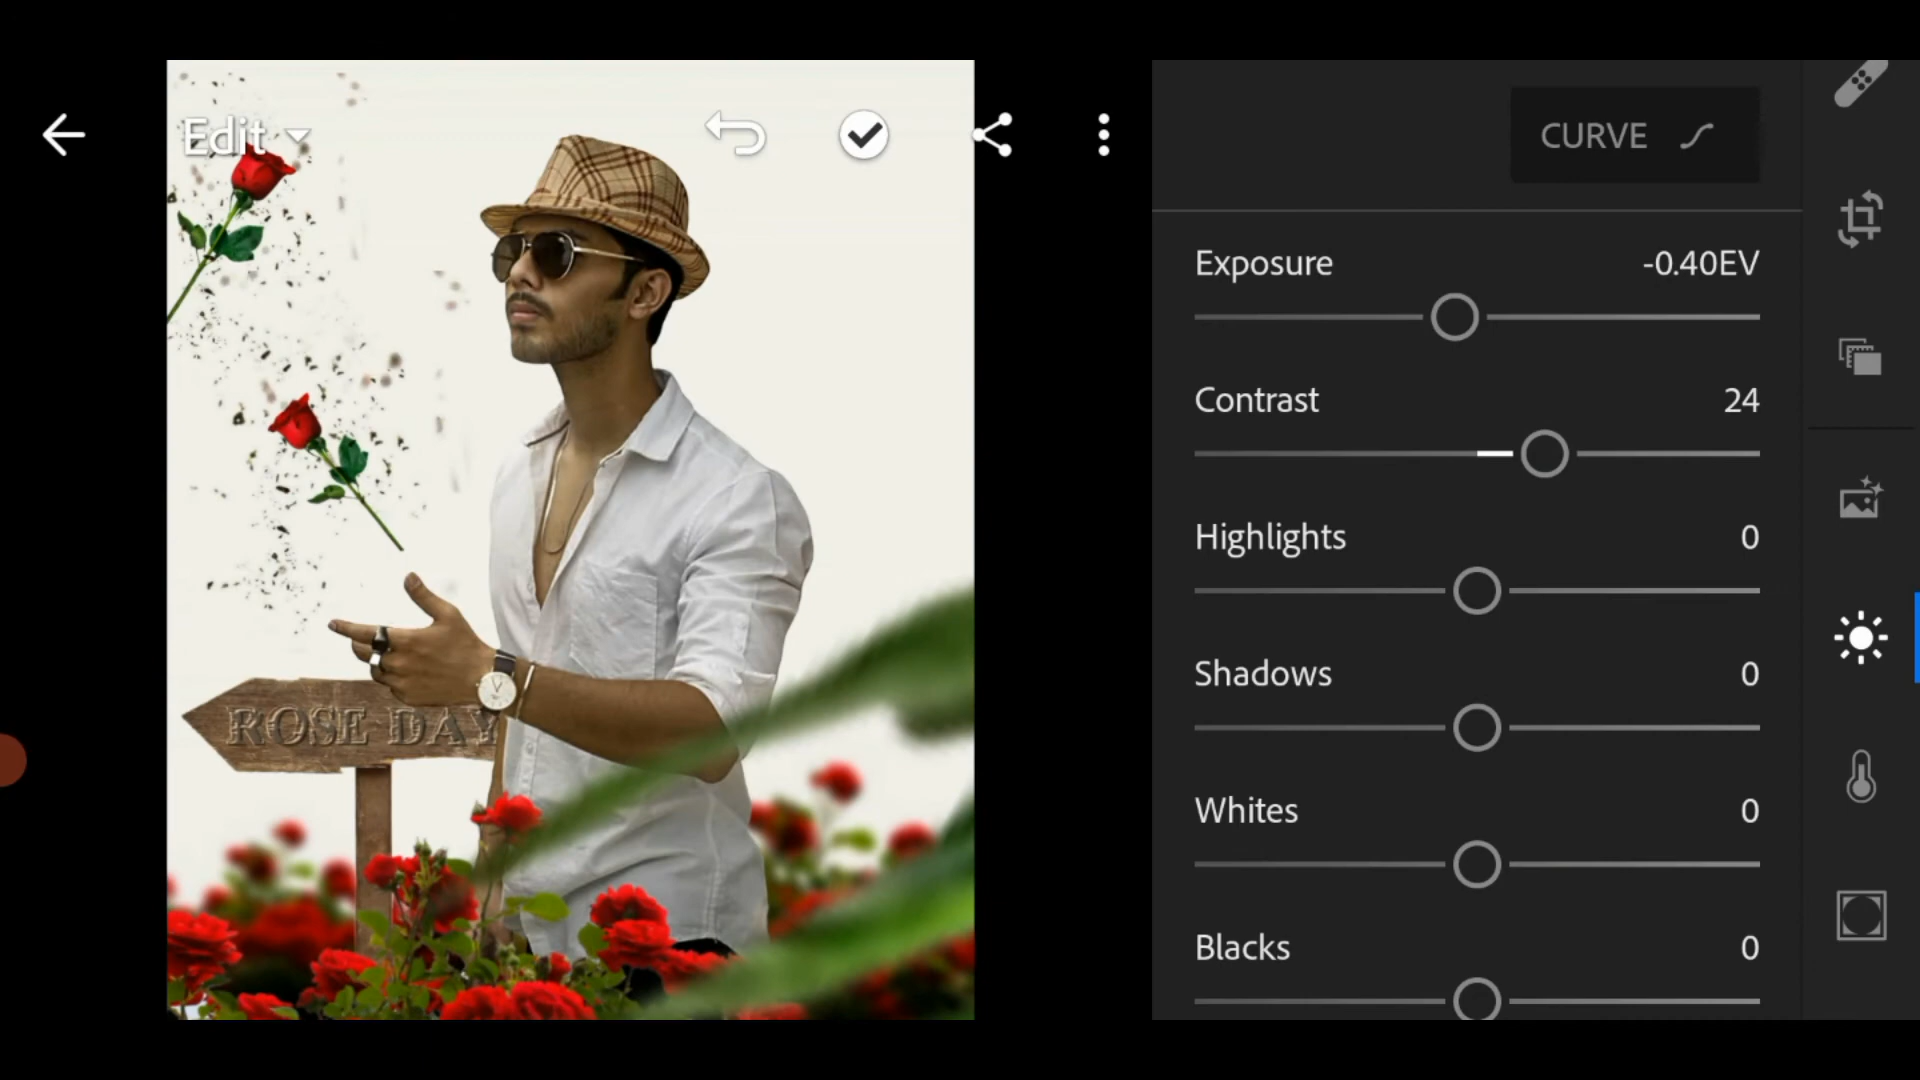 Edit
CURVE
Exposure -0.40EV
Contrast 24
Highlights 0
Shadows 0
Whites 0
Blacks 0
ROSE DAY